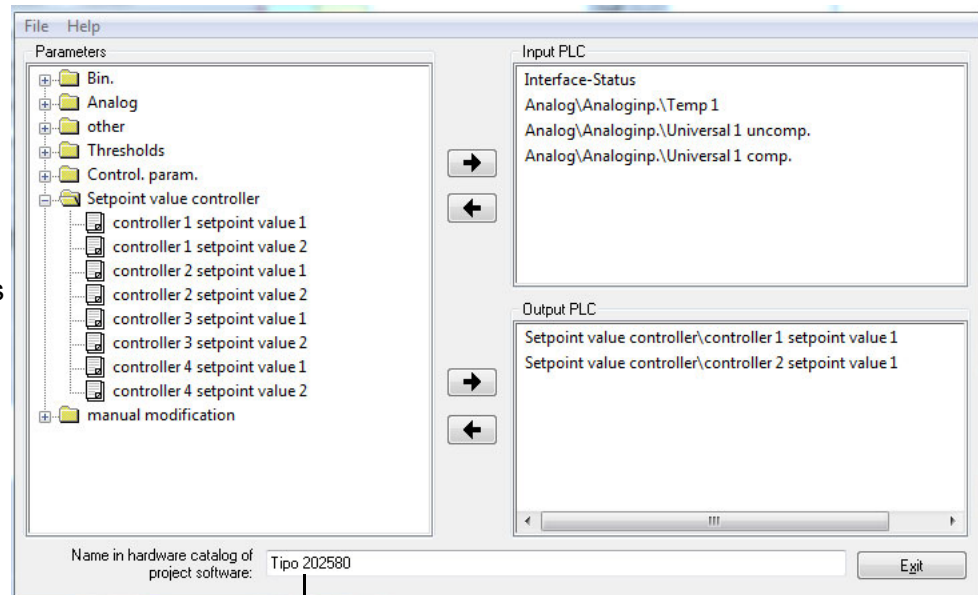 File Help
Parameters
Bin.
Analog
other
Thresholds
Control. param.
Setpoint value controller
controller 1 setpoint value 1
controller 1 setpoint value 2
controller 2 setpoint value 1
controller 2 setpoint value 2
controller 3 setpoint value 1
controller 3 setpoint value 2
controller 4 setpoint value 1
controller 4 setpoint value 2
manual modification
Input PLC
Interface-Status
Analog\Analoginp.\Temp 1
Analog\Analoginp.\Universal 1 uncomp.
Analog\Analoginp.\Universal 1 comp.
Output PLC
Setpoint value controller\controller 1 setpoint value 1
Setpoint value controller\controller 2 setpoint value 1
Name in hardware catalog of
project software:
Tipo 202580
Exit